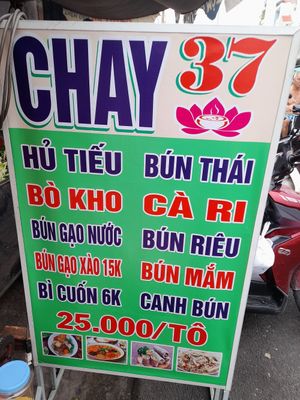 CHAY 37
HỦ TIẾU BÚN THÁI
BÒ KHO CÀ RI
BÚN GẠO NƯỚC BÚN RIÊU
BÚN GẠO XÀO 15K BÚN MẮM
BÌ CUỐN 6K CANH BÚN
25.000/TÔ